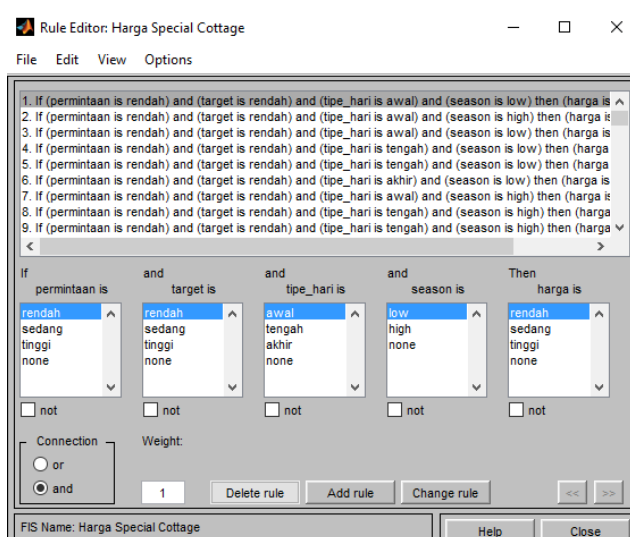 Rule Editor: Harga Special Cottage
File Edit View Options
1. If (permintaan is rendah) and (target is rendah) and (tipe_hari is awal) and (season is low) then (harga is
2. If (permintaan is rendah) and (target is rendah) and (tipe_hari is awal) and (season is high) then (harga is
3. If (permintaan is rendah) and (target is rendah) and (tipe_hari is awal) and (season is low) then (harga is
4. If (permintaan is rendah) and (target is rendah) and (tipe_hari is tengah) and (season is low) then (harga
5. If (permintaan is rendah) and (target is rendah) and (tipe_hari is tengah) and (season is low) then (harga
6. If (permintaan is rendah) and (target is rendah) and (tipe_hari is akhir) and (season is low) then (harga is
7. If (permintaan is rendah) and (target is rendah) and (tipe_hari is awal) and (season is high) then (harga is
8. If (permintaan is rendah) and (target is rendah) and (tipe_hari is tengah) and (season is high) then (harga
9. If (permintaan is rendah) and (target is rendah) and (tipe_hari is tengah) and (season is high) then (harga
If and and and Then
permintaan is target is tipe_hari is season is harga is
rendah rendah awal low rendah
sedang sedang tengah high sedang
tinggi tinggi akhir none tinggi
none none none none
not not not not not
Connection Weight:
or
and 1 Delete rule Add rule Change rule << >>
FIS Name: Harga Special Cottage Help Close